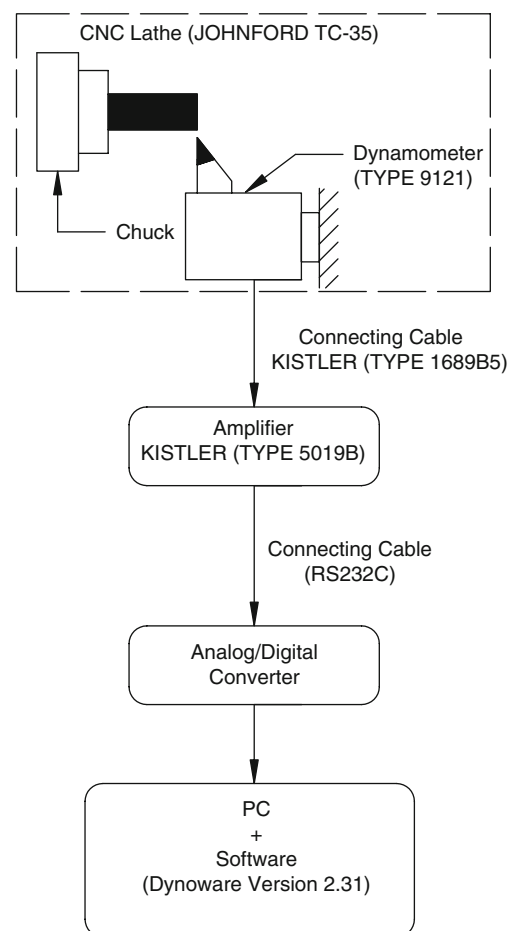 CNC Lathe (JOHNFORD TC-35)
Dynamometer
(TYPE 9121)
Chuck
Connecting Cable
KISTLER (TYPE 1689B5)
Amplifier
KISTLER (TYPE 5019B)
Connecting Cable
(RS232C)
Analog/Digital
Converter
PC
+
Software
(Dynoware Version 2.31)